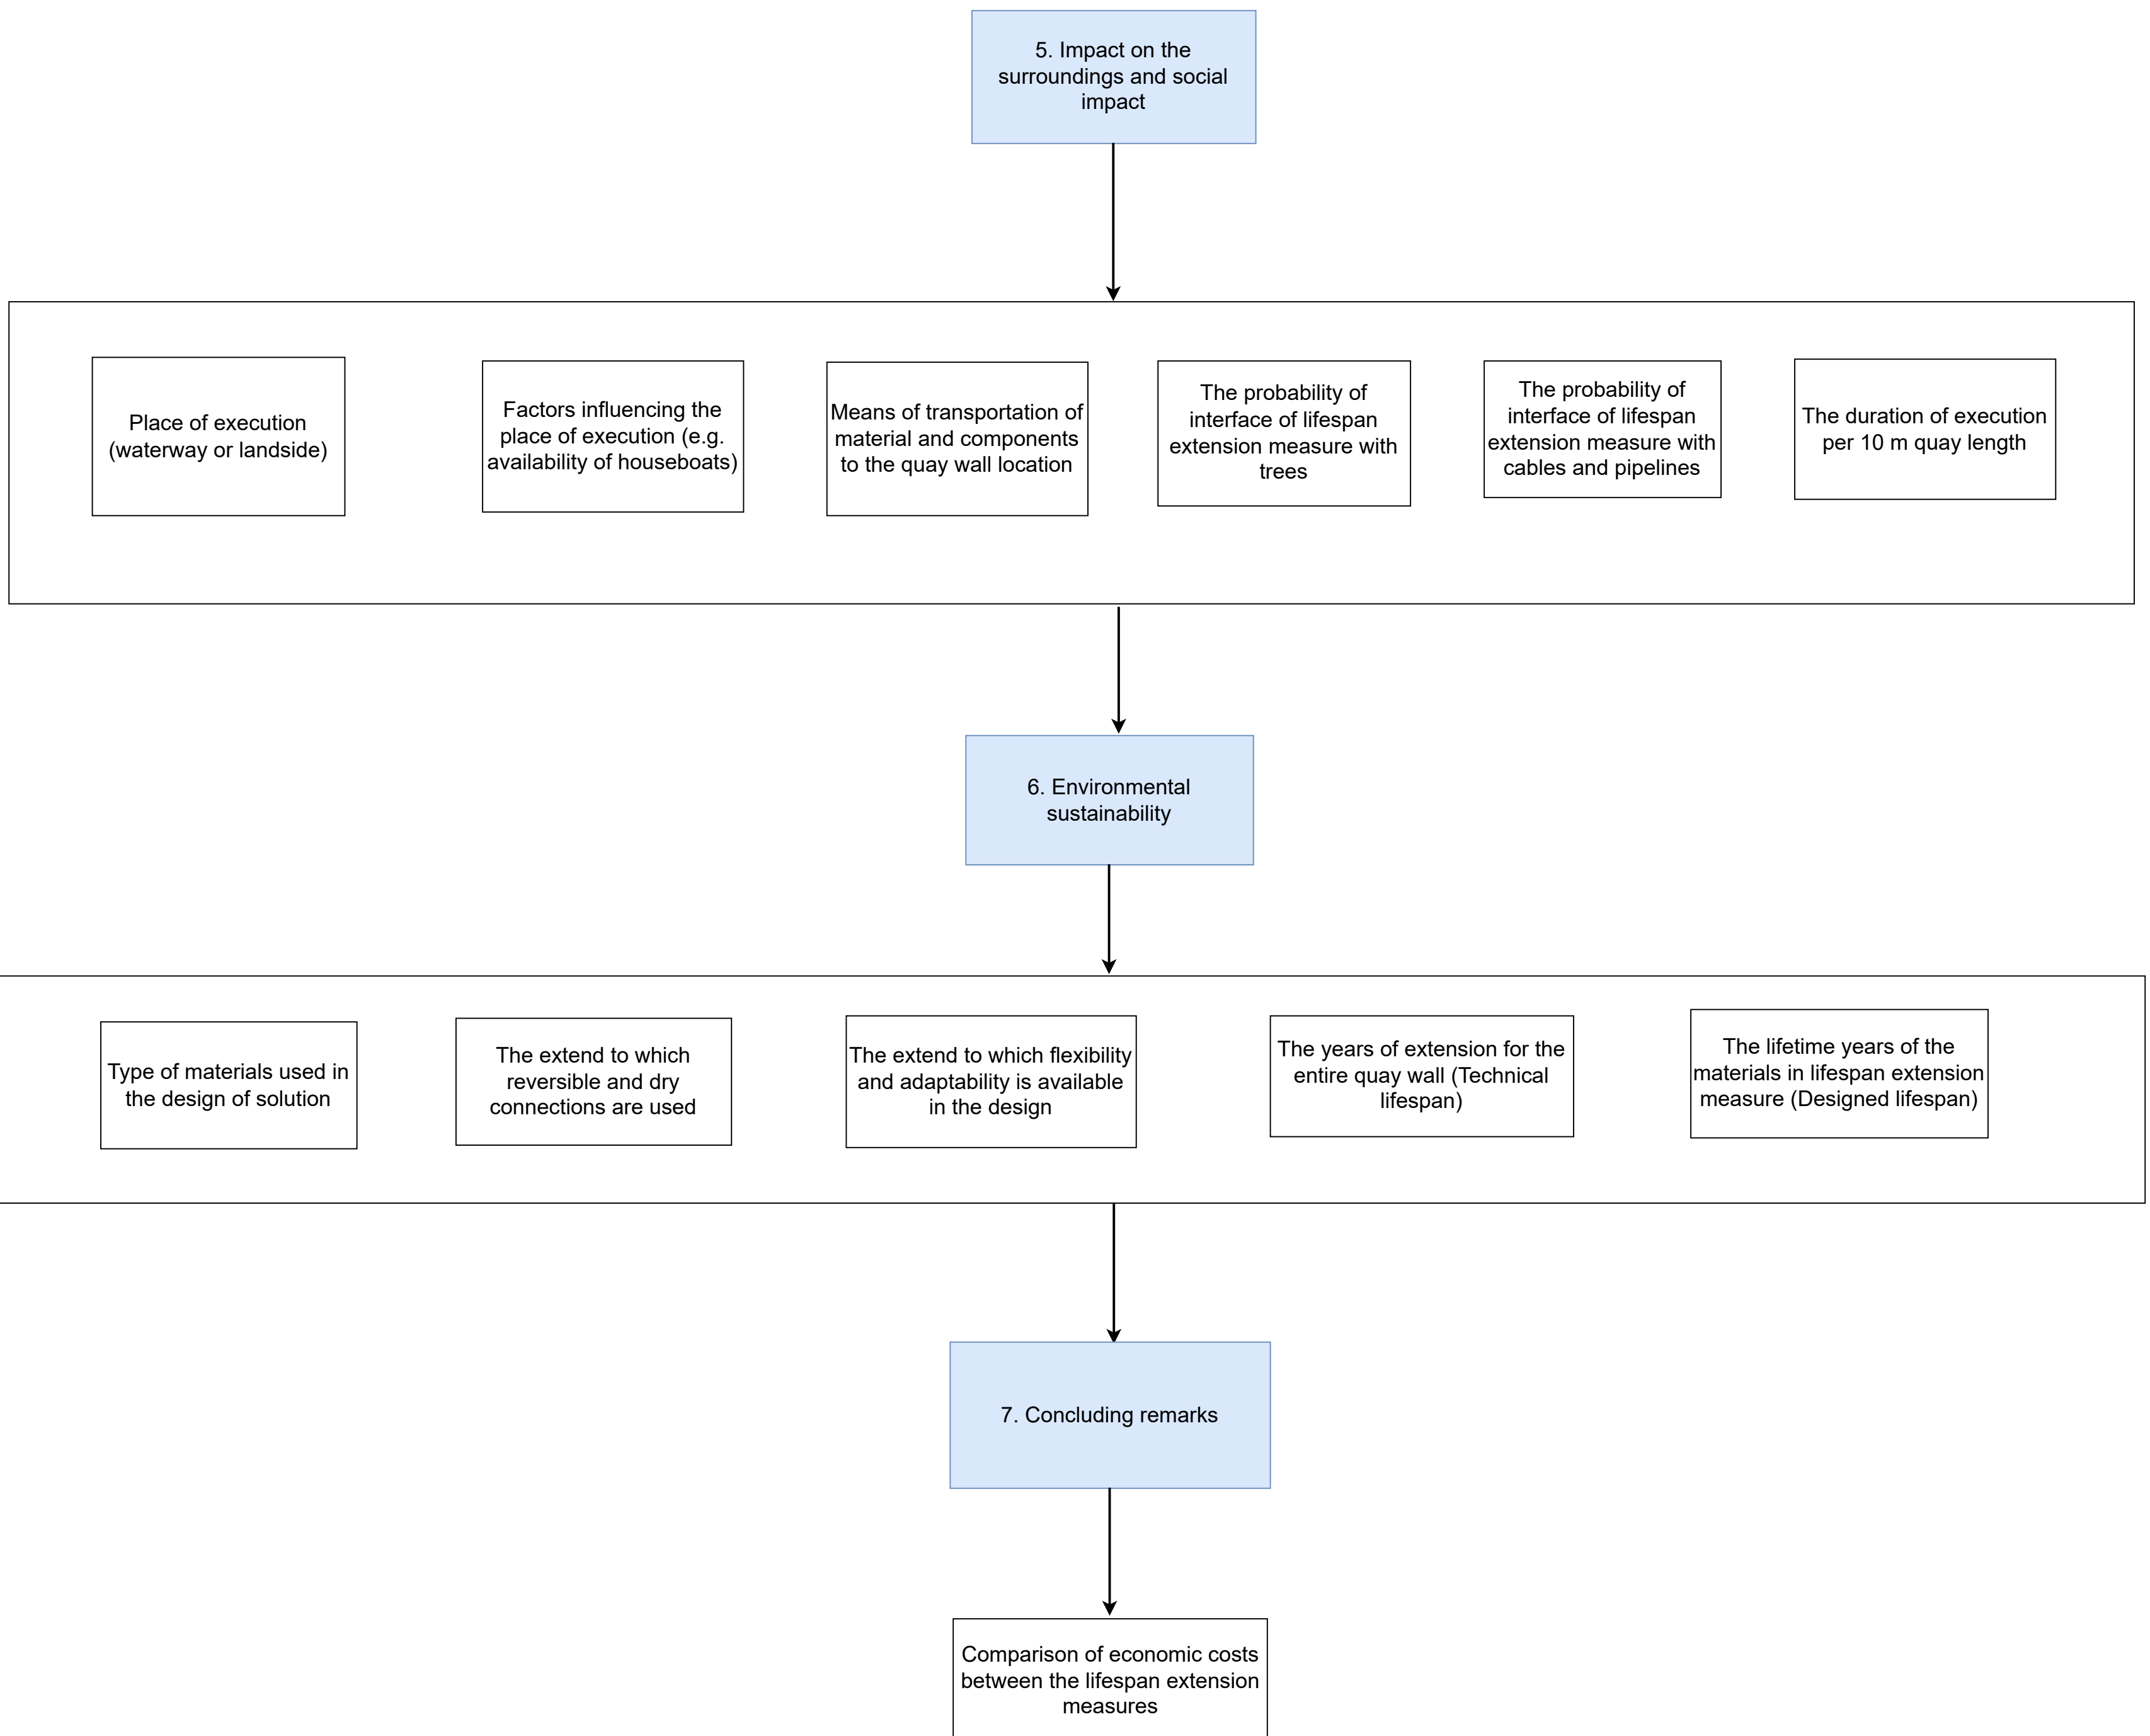 5. Impact on the
surroundings and social
impact
Place of execution
(waterway or landside)
Factors influencing the
place of execution (e.g.
availability of houseboats)
Means of transportation of
material and components
to the quay wall location
The probability of
interface of lifespan
extension measure with
trees
The probability of
interface of lifespan
extension measure with
cables and pipelines
The duration of execution
per 10 m quay length
6. Environmental
sustainability
Type of materials used in
the design of solution
The extend to which
reversible and dry
connections are used
The extend to which flexibility
and adaptability is available
in the design
The years of extension for the
entire quay wall (Technical
lifespan)
The lifetime years of the
materials in lifespan extension
measure (Designed lifespan)
7. Concluding remarks
Comparison of economic costs
between the lifespan extension
measures